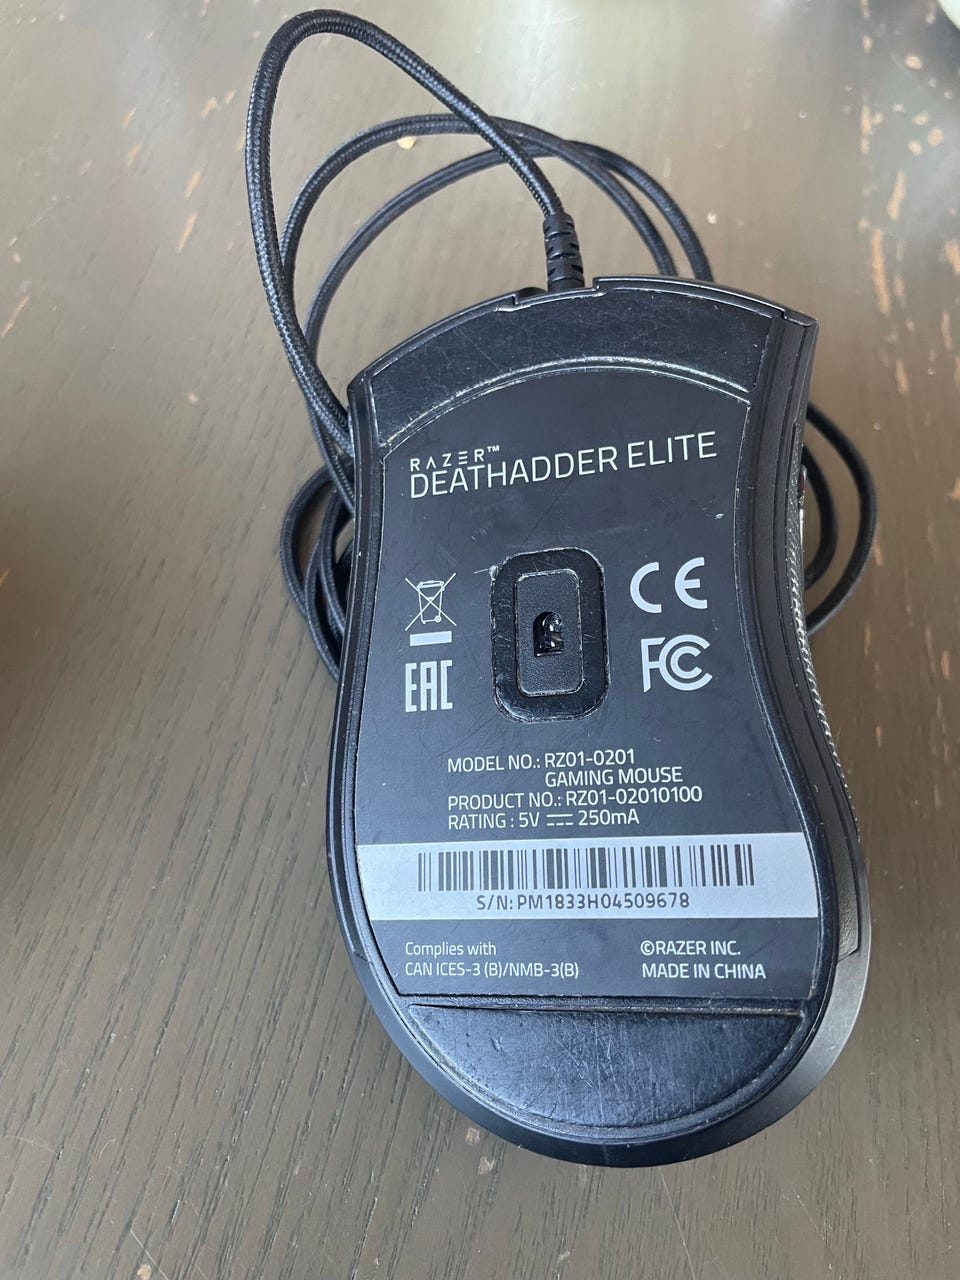 RAZER™
DEATHADDER ELITE
CE
EAC
FC
MODEL NO.: RZ01-0201
GAMING MOUSE
PRODUCT NO.: RZ01-02010100
RATING : 5V ⎓ 250mA
S/N: PM1833H04509678
Complies with
CAN ICES-3 (B)/NMB-3(B)
©RAZER INC.
MADE IN CHINA